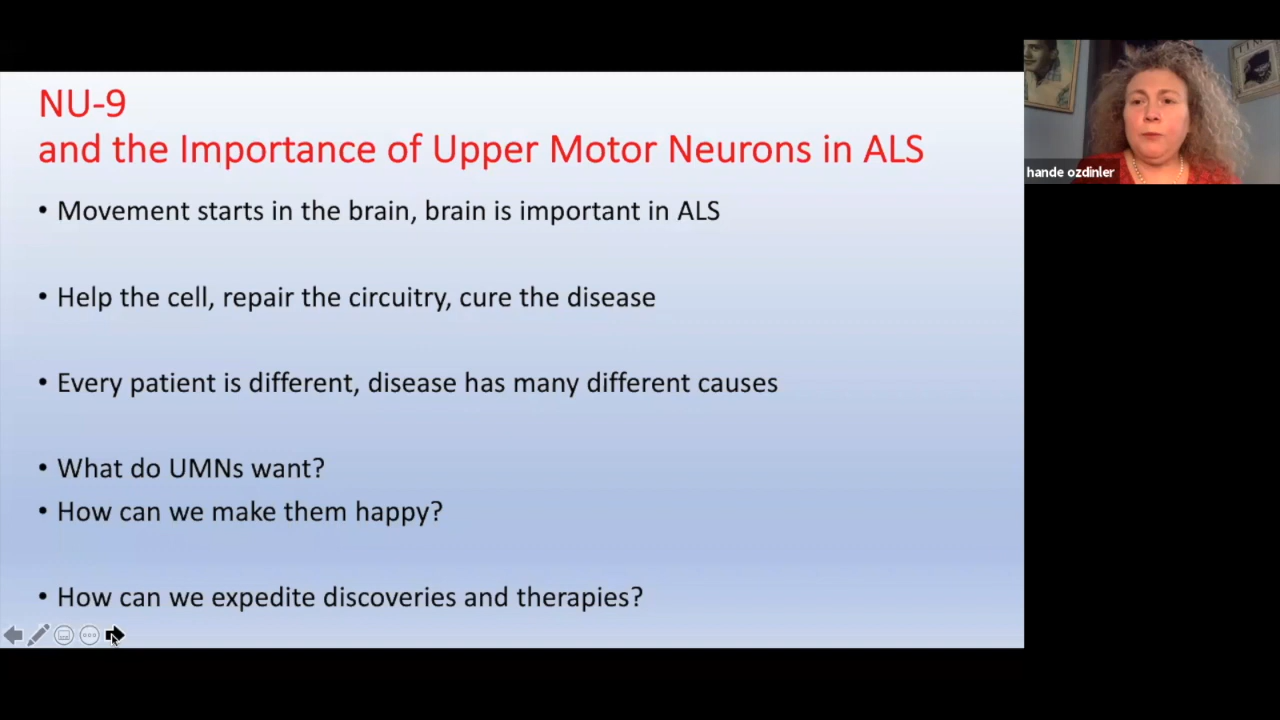 NU-9
and the Importance of Upper Motor Neurons in ALS
• Movement starts in the brain, brain is important in ALS
• Help the cell, repair the circuitry, cure the disease
• Every patient is different, disease has many different causes
• What do UMNs want?
• How can we make them happy?
• How can we expedite discoveries and therapies?
hande ozdinler